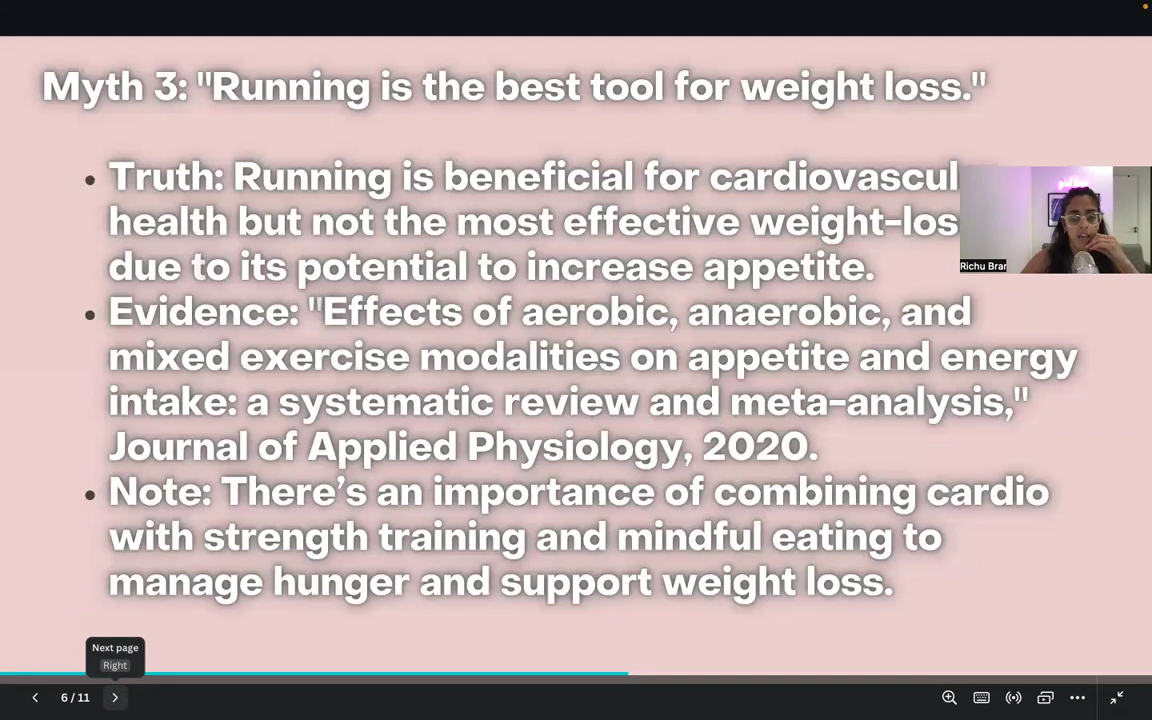 Myth 3: "Running is the best tool for weight loss."
• Truth: Running is beneficial for cardiovascul
health but not the most effective weight-los
due to its potential to increase appetite.
• Evidence: "Effects of aerobic, anaerobic, and
mixed exercise modalities on appetite and energy
intake: a systematic review and meta-analysis,"
Journal of Applied Physiology, 2020.
• Note: There's an importance of combining cardio
with strength training and mindful eating to
manage hunger and support weight loss.
Richu Bran
Next page
Right
6 / 11